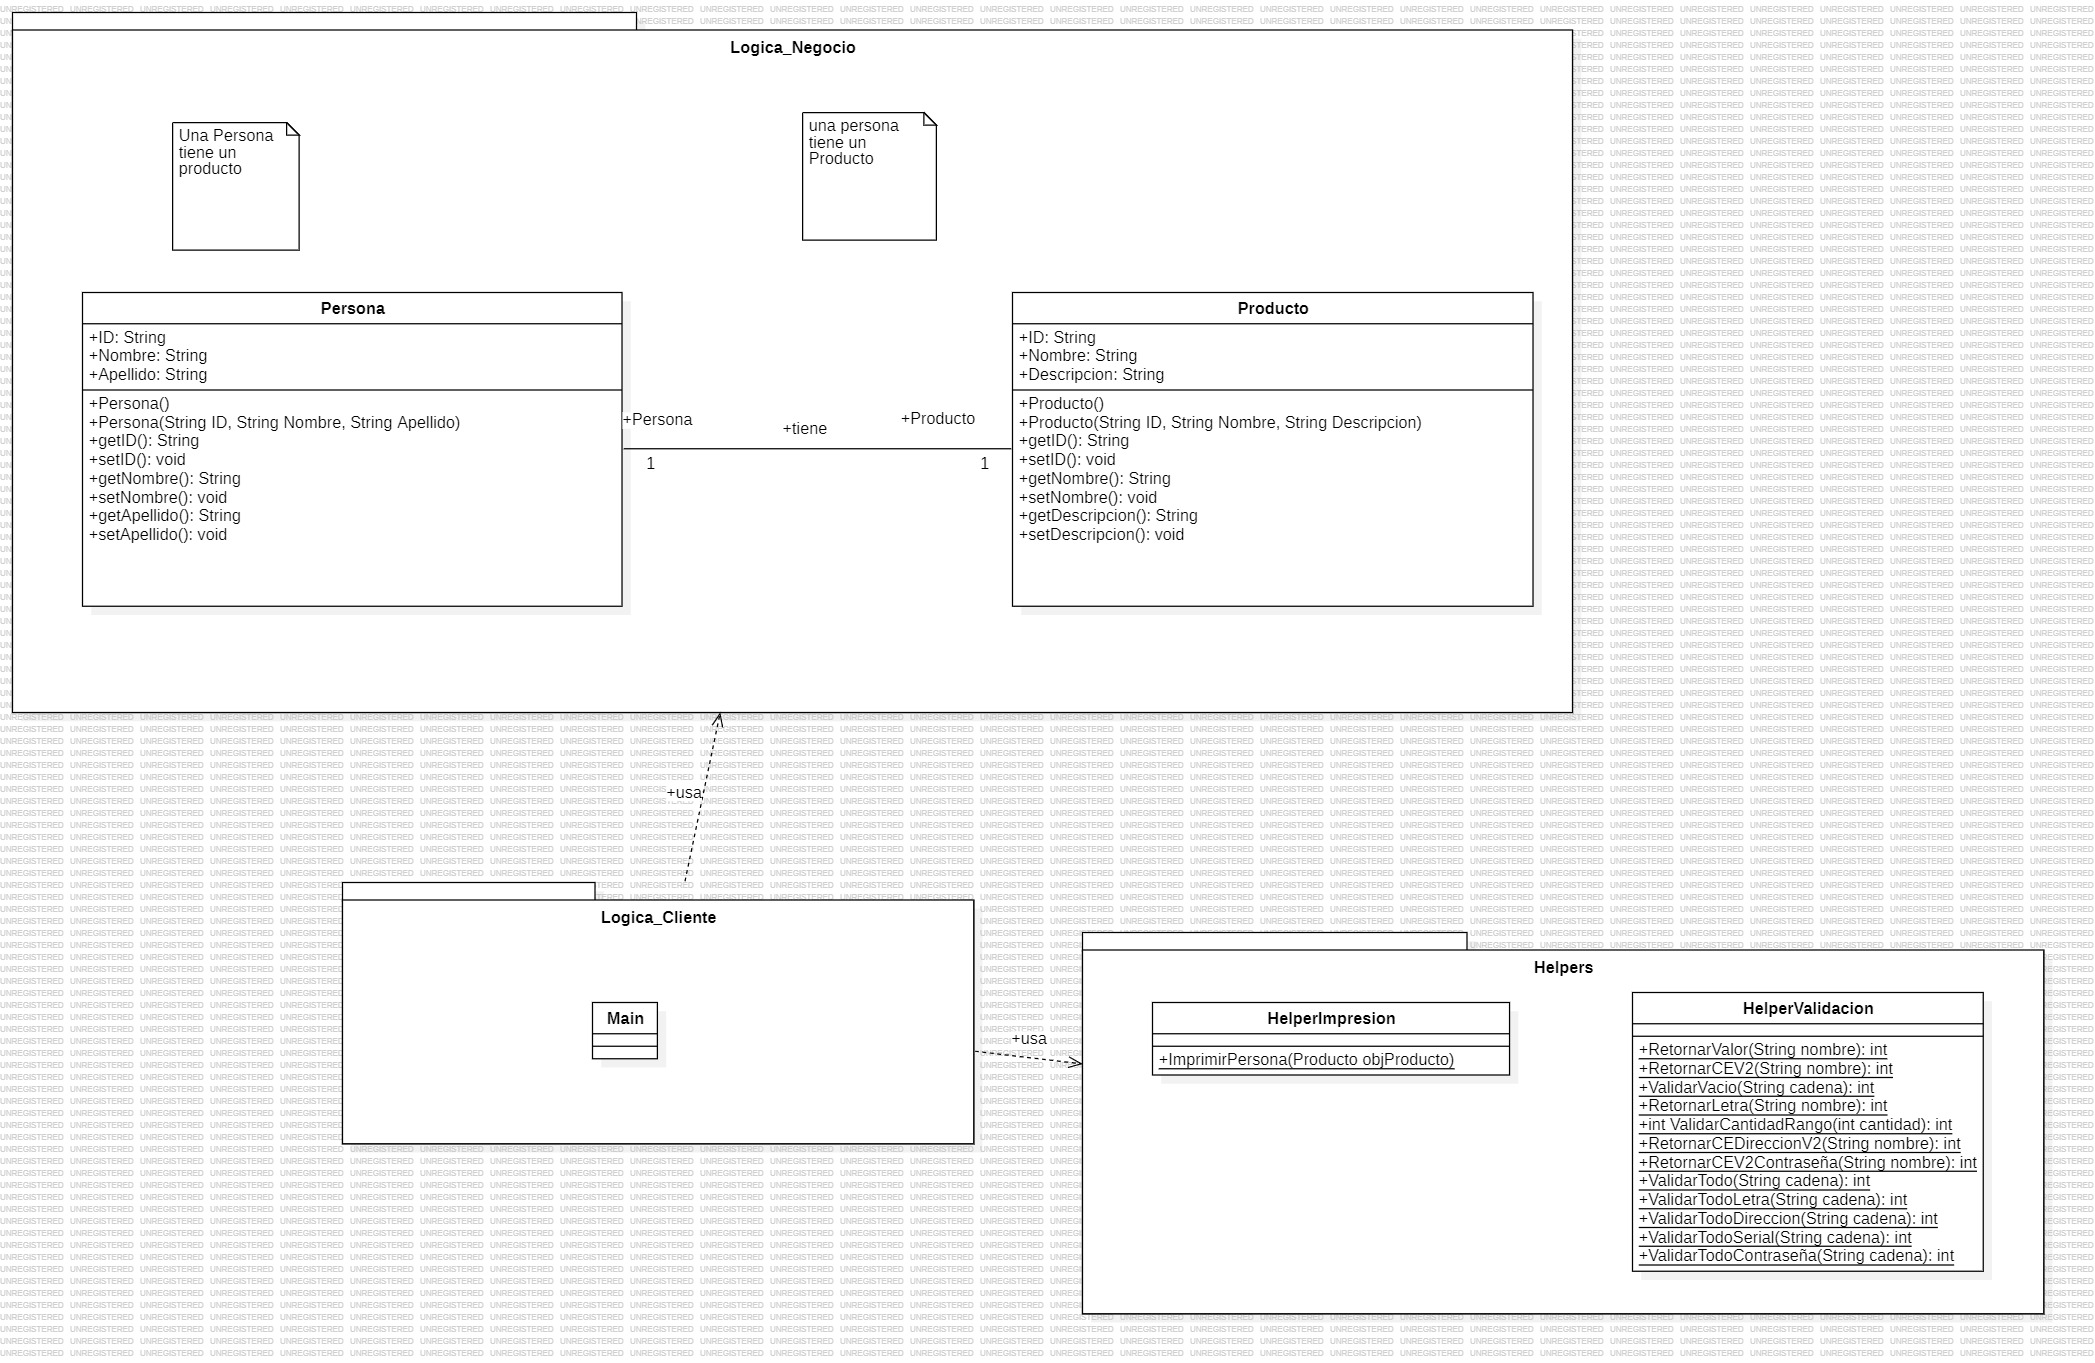 Logica_Negocio
Una Persona
tiene un
producto
una persona
tiene un
Producto
Persona
+ID: String
+Nombre: String
+Apellido: String
+Persona()
+Persona(String ID, String Nombre, String Apellido)
+getID(): String
+setID(): void
+getNombre(): String
+setNombre(): void
+getApellido(): String
+setApellido(): void
+Persona
+tiene
+Producto
1
1
Producto
+ID: String
+Nombre: String
+Descripcion: String
+Producto()
+Producto(String ID, String Nombre, String Descripcion)
+getID(): String
+setID(): void
+getNombre(): String
+setNombre(): void
+getDescripcion(): String
+setDescripcion(): void
+usa
Logica_Cliente
Main
+usa
Helpers
HelperImpresion
+ImprimirPersona(Producto objProducto)
HelperValidacion
+RetornarValor(String nombre): int
+RetornarCEV2(String nombre): int
+ValidarVacio(String cadena): int
+RetornarLetra(String nombre): int
+int ValidarCantidadRango(int cantidad): int
+RetornarCEDireccionV2(String nombre): int
+RetornarCEV2Contraseña(String nombre): int
+ValidarTodo(String cadena): int
+ValidarTodoLetra(String cadena): int
+ValidarTodoDireccion(String cadena): int
+ValidarTodoSerial(String cadena): int
+ValidarTodoContraseña(String cadena): int
UNREGISTERED